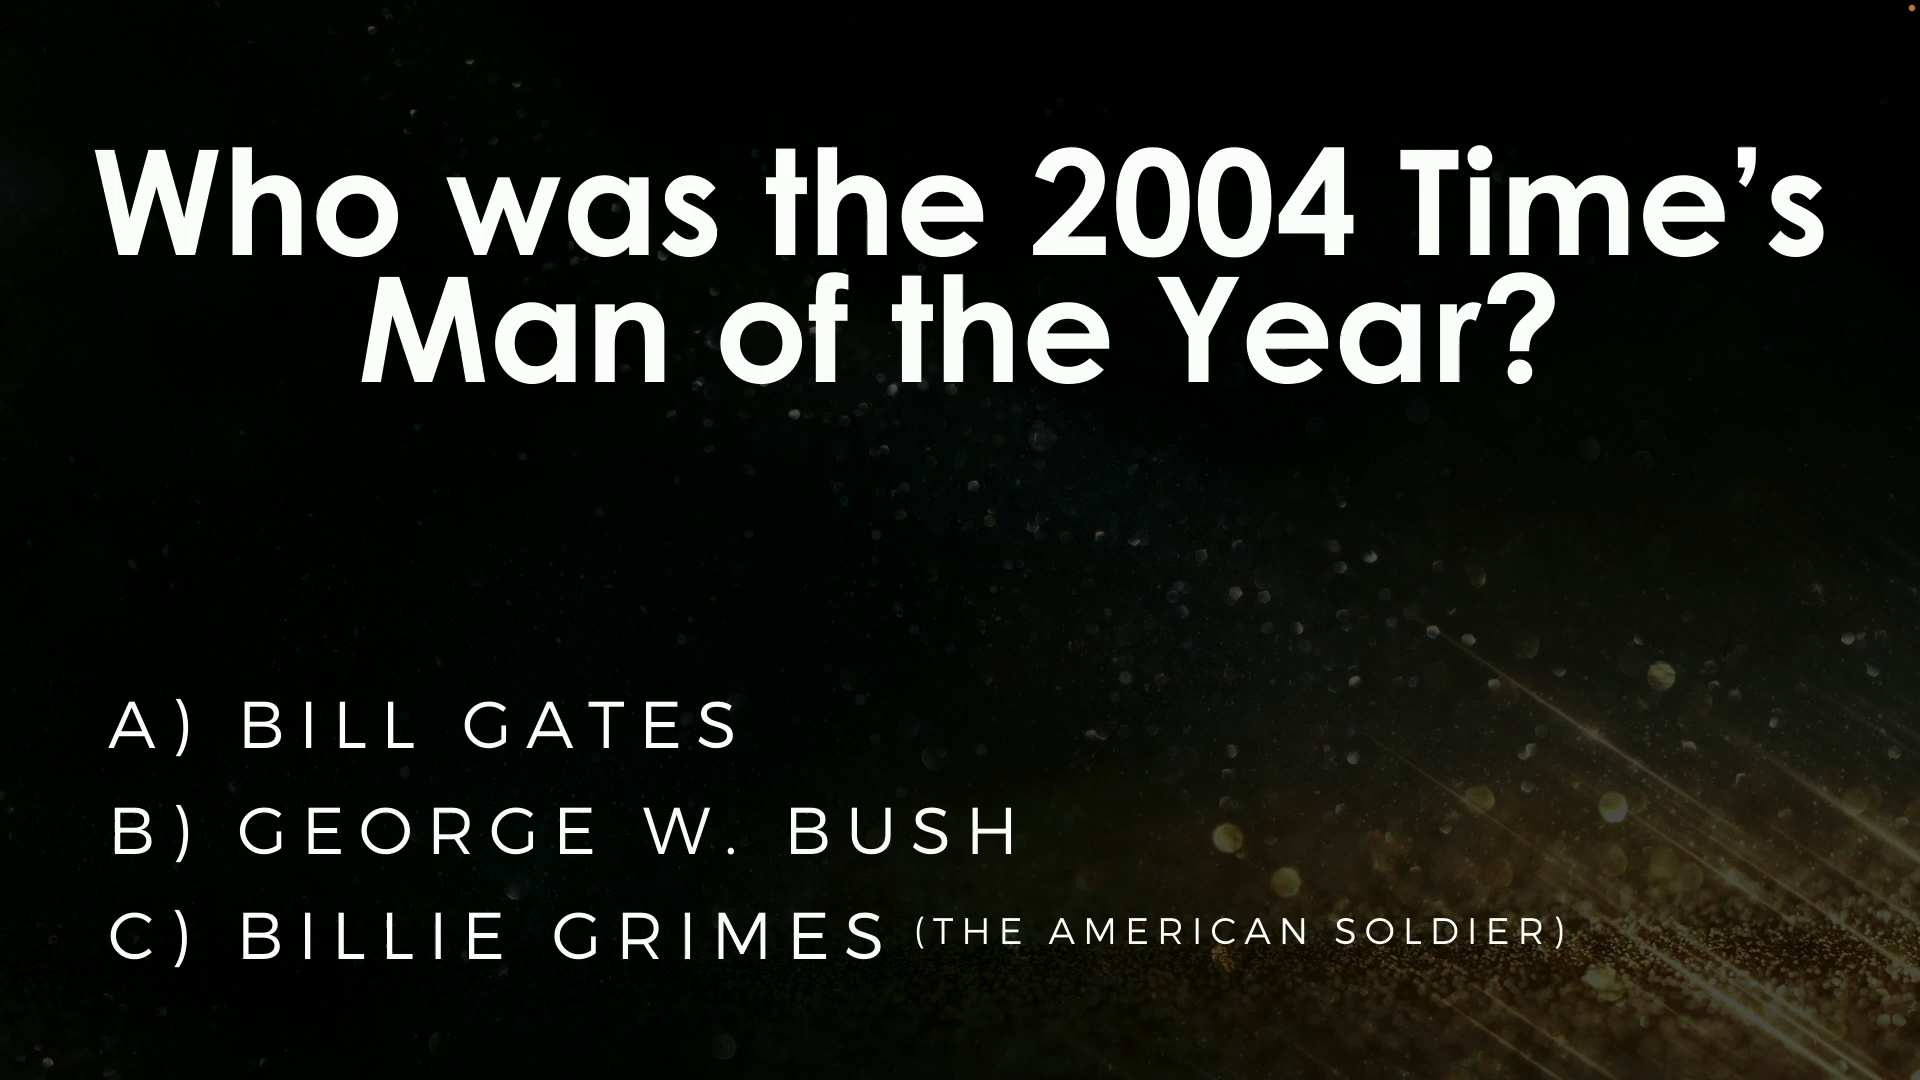 Who was the 2004 Time’s
Man of the Year?
A) BILL GATES
B) GEORGE W. BUSH
C) BILLIE GRIMES (THE AMERICAN SOLDIER)